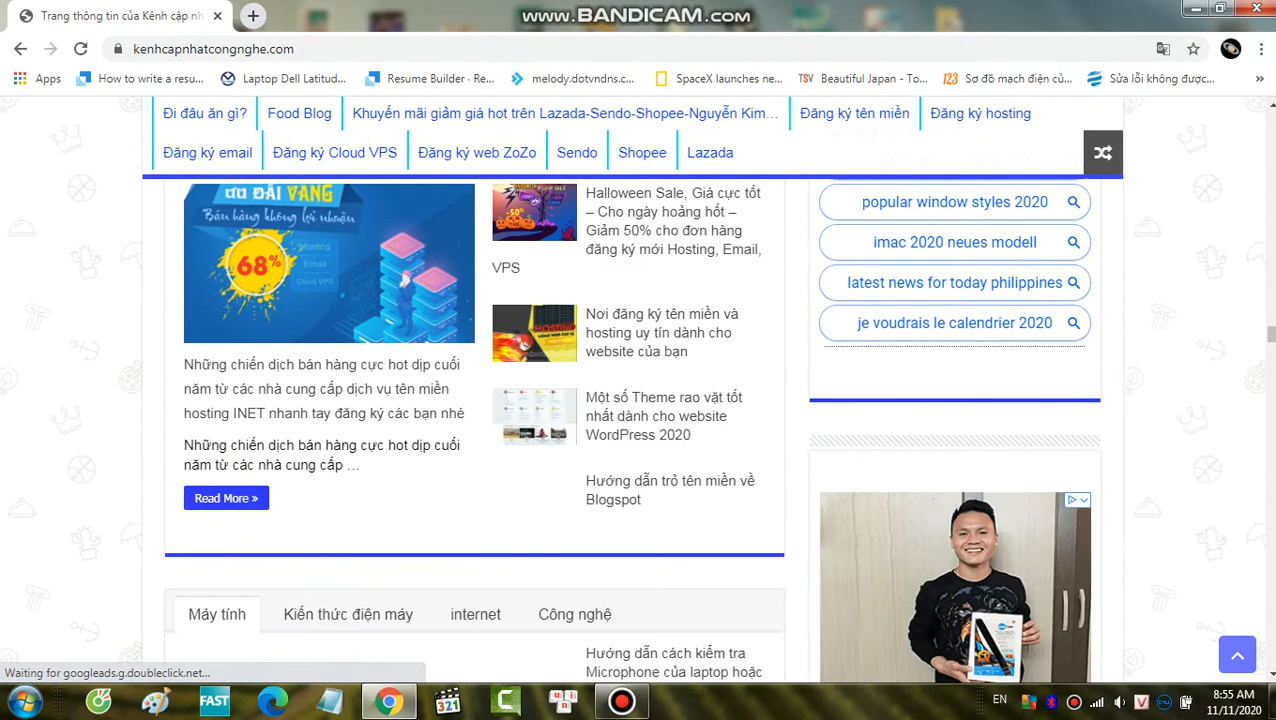 www.BANDICAM.com
Trang thông tin của Kênh cập nh
kenhcapnhatcongnghe.com
Apps
How to write a resu...
Laptop Dell Latitud...
Resume Builder · Re...
melody.dotvndns.c...
SpaceX launches ne...
Beautiful Japan - To...
Sơ đồ mạch điện củ...
Sửa lỗi không được...
»
Đi đâu ăn gì?
Food Blog
Khuyến mãi giảm giá hot trên Lazada-Sendo-Shopee-Nguyễn Kim...
Đăng ký tên miền
Đăng ký hosting
Đăng ký email
Đăng ký Cloud VPS
Đăng ký web ZoZo
Sendo
Shopee
Lazada
ƯU ĐÃI VÀNG
Bán hàng không lợi nhuận
68%
Hosting
Email
Cloud VPS
Những chiến dịch bán hàng cực hot dịp cuối
năm từ các nhà cung cấp dịch vụ tên miền
hosting INET nhanh tay đăng ký các bạn nhé
Những chiến dịch bán hàng cực hot dịp cuối
năm từ các nhà cung cấp …
Read More »
-50%
Halloween Sale, Giá cực tốt
– Cho ngày hoảng hốt –
Giảm 50% cho đơn hàng
đăng ký mới Hosting, Email,
VPS
HOSTING
Nơi đăng ký tên miền và
hosting uy tín dành cho
website của bạn
Một số Theme rao vặt tốt
nhất dành cho website
WordPress 2020
Hướng dẫn trỏ tên miền về
Blogspot
popular window styles 2020
imac 2020 neues modell
latest news for today philippines
je voudrais le calendrier 2020
Máy tính
Kiến thức điện máy
internet
Công nghệ
Hướng dẫn cách kiểm tra
Microphone của laptop hoặc
Waiting for googleads.g.doubleclick.net...
FAST
321
EN
8:55 AM
11/11/2020